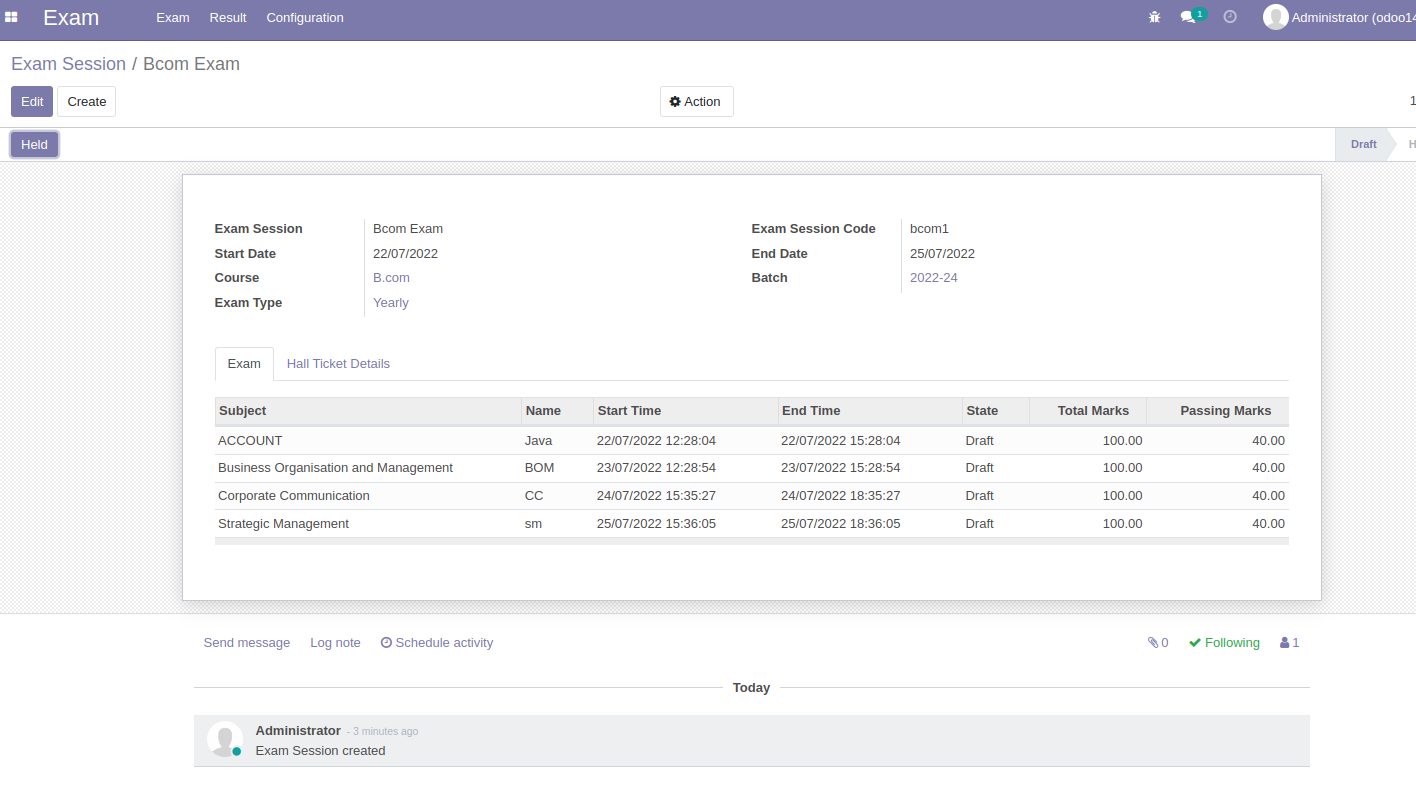 Exam Exam Result Configuration 1 Administrator (odoo14
Exam Session / Bcom Exam
Edit Create Action 1
Held Draft H
Exam Session Bcom Exam Exam Session Code bcom1
Start Date 22/07/2022 End Date 25/07/2022
Course B.com Batch 2022-24
Exam Type Yearly
Exam Hall Ticket Details
Subject Name Start Time End Time State Total Marks Passing Marks
ACCOUNT Java 22/07/2022 12:28:04 22/07/2022 15:28:04 Draft 100.00 40.00
Business Organisation and Management BOM 23/07/2022 12:28:54 23/07/2022 15:28:54 Draft 100.00 40.00
Corporate Communication CC 24/07/2022 15:35:27 24/07/2022 18:35:27 Draft 100.00 40.00
Strategic Management sm 25/07/2022 15:36:05 25/07/2022 18:36:05 Draft 100.00 40.00
Send message Log note Schedule activity 0 Following 1
Today
Administrator - 3 minutes ago
Exam Session created